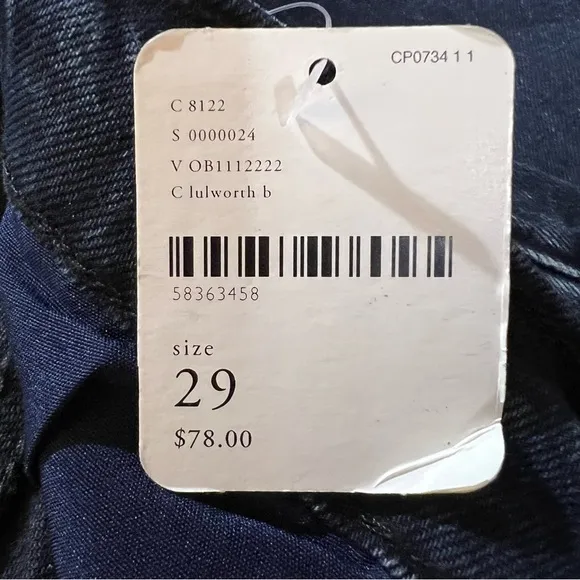 CP0734 1 1
C 8122
S 0000024
V OB1112222
C lulworth b
58363458
size
29
$78.00